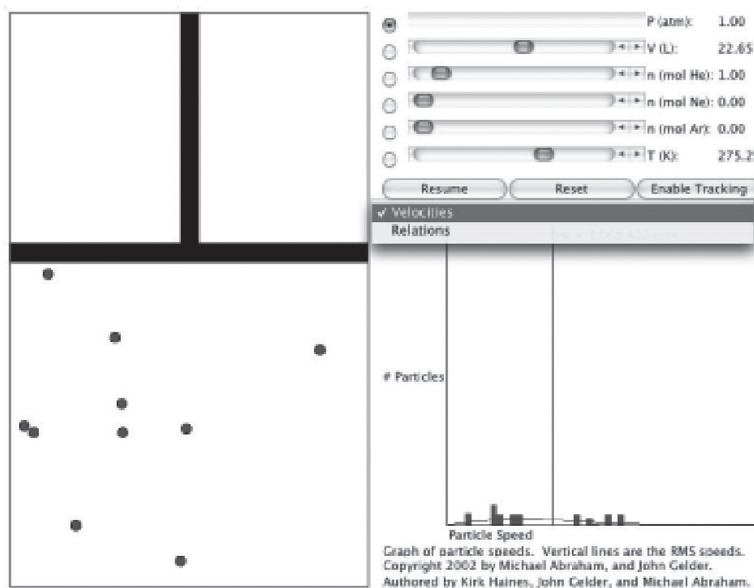 P (atm): 1.00
V (L): 22.65
n (mol He): 1.00
n (mol Ne): 0.00
n (mol Ar): 0.00
T (K): 275.2
Resume Reset Enable Tracking
✓ Velocities
Relations
# Particles
Particle Speed
Graph of particle speeds. Vertical lines are the RMS speeds.
Copyright 2002 by Michael Abraham, and John Gelder.
Authored by Kirk Haines, John Gelder, and Michael Abraham.